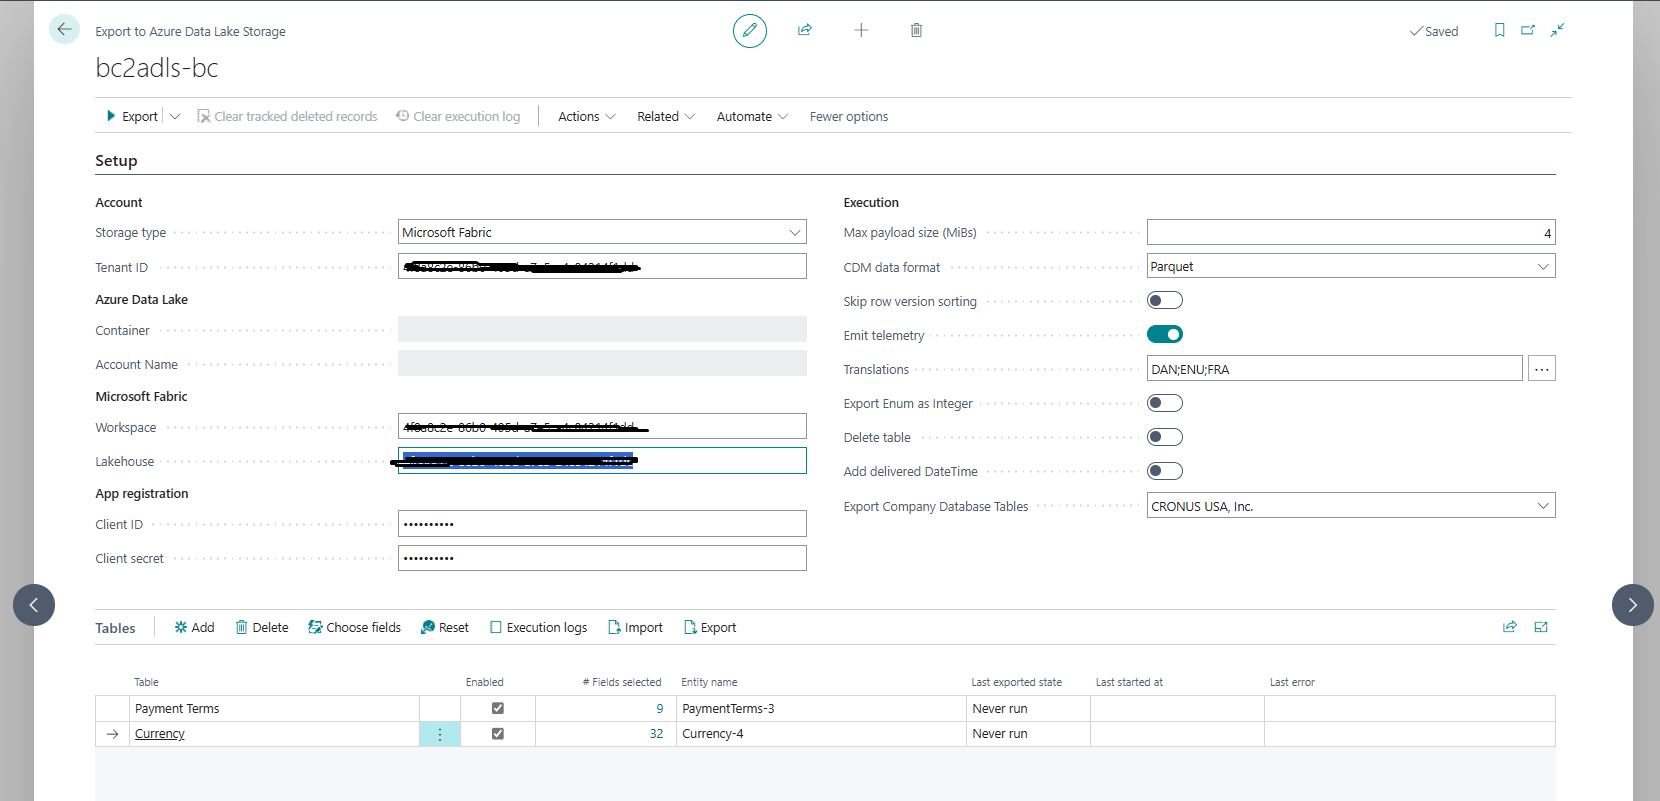 Export to Azure Data Lake Storage
Saved
bc2adls-bc
Export Clear tracked deleted records Clear execution log Actions Related Automate Fewer options
Setup
Account
Storage type Microsoft Fabric
Tenant ID
Azure Data Lake
Container
Account Name
Microsoft Fabric
Workspace
Lakehouse
App registration
Client ID ••••••••••
Client secret ••••••••••
Execution
Max payload size (MiBs) 4
CDM data format Parquet
Skip row version sorting
Emit telemetry
Translations DAN;ENU;FRA ...
Export Enum as Integer
Delete table
Add delivered DateTime
Export Company Database Tables CRONUS USA, Inc.
Tables Add Delete Choose fields Reset Execution logs Import Export
Table Enabled # Fields selected Entity name Last exported state Last started at Last error
Payment Terms 9 PaymentTerms-3 Never run
Currency 32 Currency-4 Never run